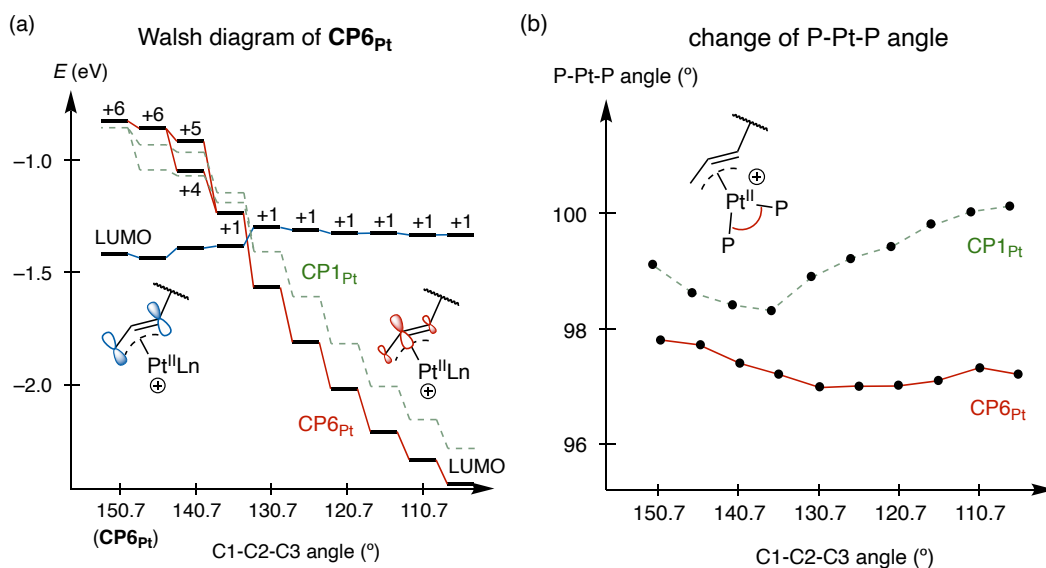 (a)
Walsh diagram of CP6Pt
E (eV)
+6
+6
+5
–1.0
+4
+1
+1
+1
+1
+1
+1
+1
LUMO
–1.5
CP1Pt
PtIILn
+
PtIILn
+
–2.0
CP6Pt
LUMO
150.7
140.7
130.7
120.7
110.7
(CP6Pt)
C1-C2-C3 angle (º)
(b)
change of P-Pt-P angle
P-Pt-P angle (º)
+
PtII
P
P
100
CP1Pt
98
CP6Pt
96
150.7
140.7
130.7
120.7
110.7
C1-C2-C3 angle (º)